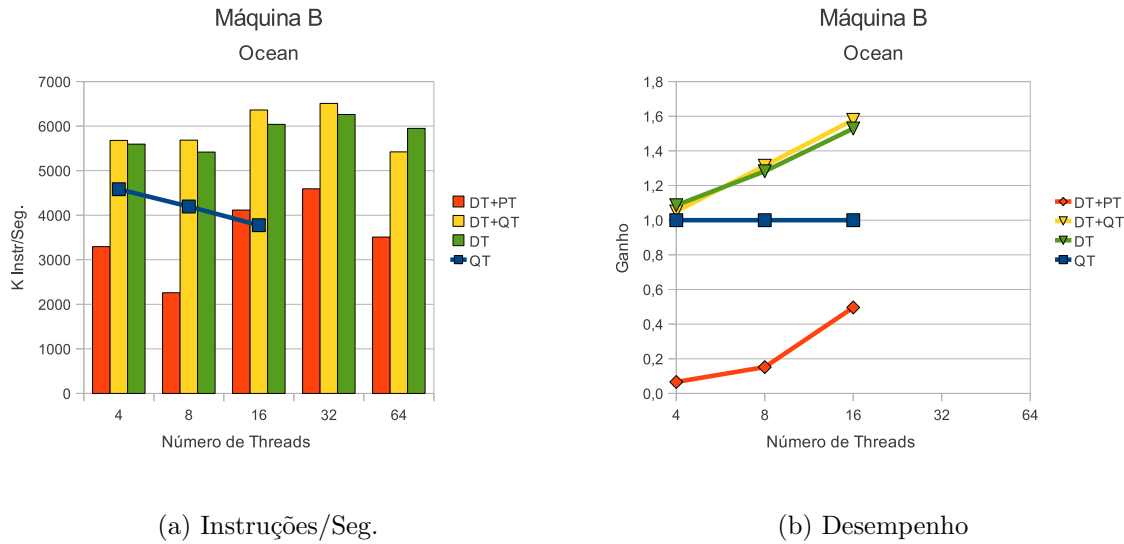 Máquina B
Ocean
K Instr/Seg.
7000
6000
5000
4000
3000
2000
1000
0
4 8 16 32 64
Número de Threads
DT+PT
DT+QT
DT
QT
(a) Instruções/Seg.
Máquina B
Ocean
Ganho
1,8
1,6
1,4
1,2
1,0
0,8
0,6
0,4
0,2
0,0
4 8 16 32 64
Número de Threads
DT+PT
DT+QT
DT
QT
(b) Desempenho